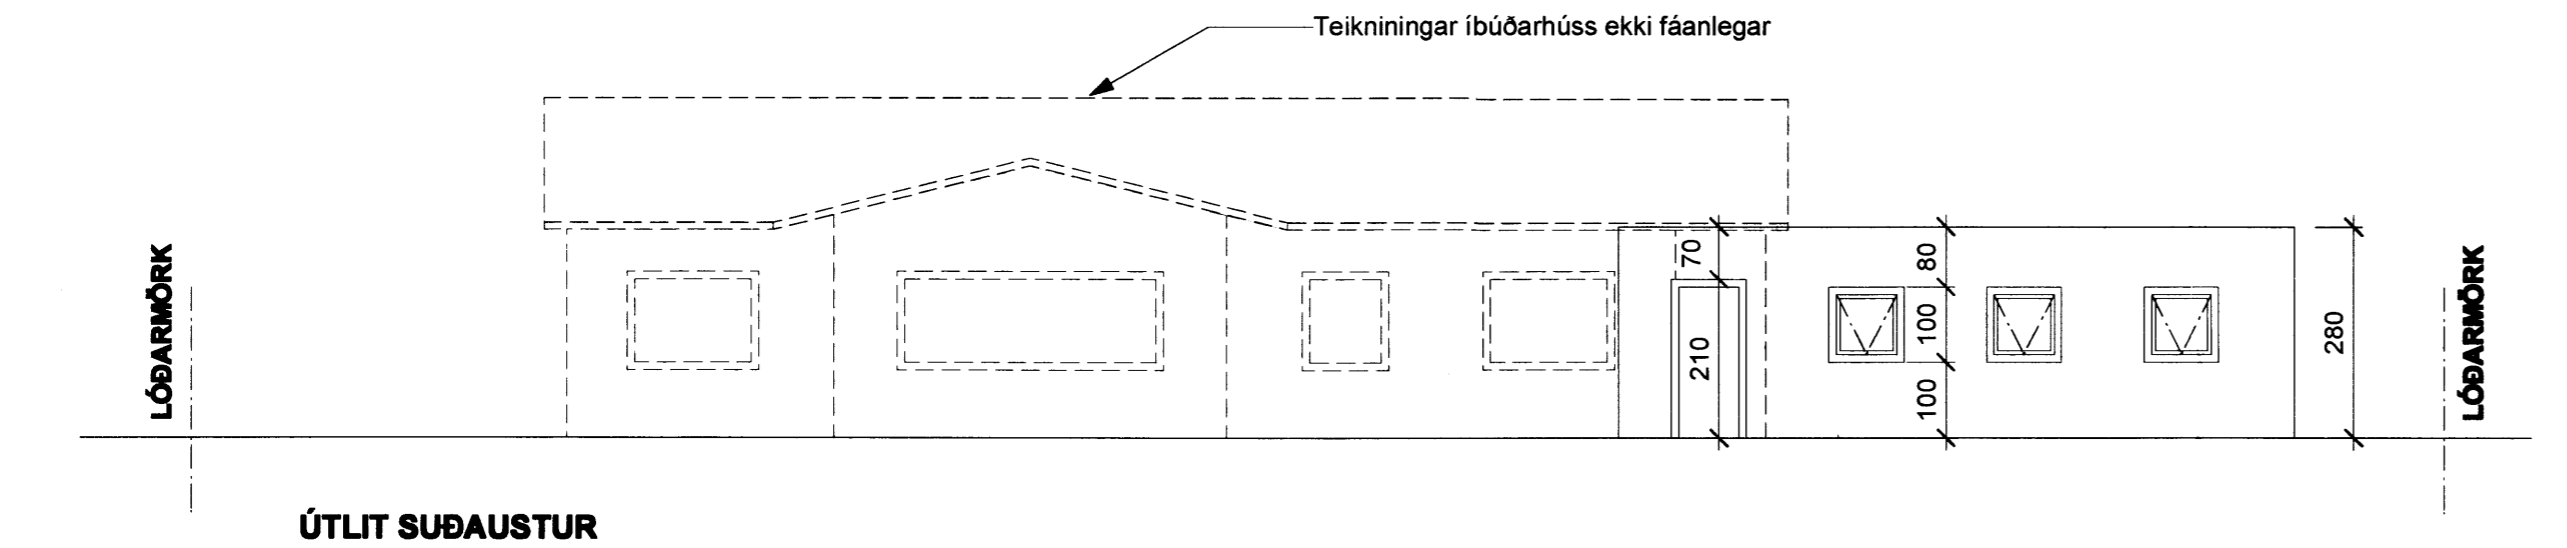 Teikniningar íbúðarhúss ekki fáanlegar
LÓÐARMÖRK
70
210
80
100
100
280
LÓÐARMÖRK
ÚTLIT SUÐAUSTUR